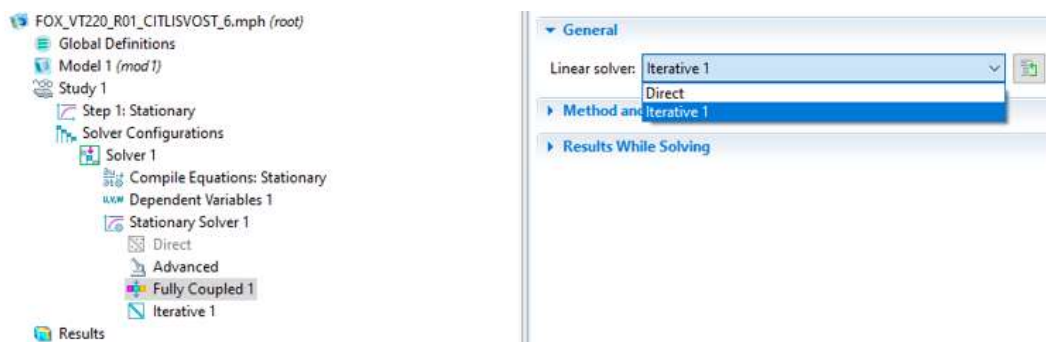 FOX_VT220_R01_CITLISVOST_6.mph (root)
Global Definitions
Model 1 (mod1)
Study 1
Step 1: Stationary
Solver Configurations
Solver 1
Compile Equations: Stationary
Dependent Variables 1
Stationary Solver 1
Direct
Advanced
Fully Coupled 1
Iterative 1
Results
General
Linear solver: Iterative 1
Direct
Iterative 1
Method and
Results While Solving